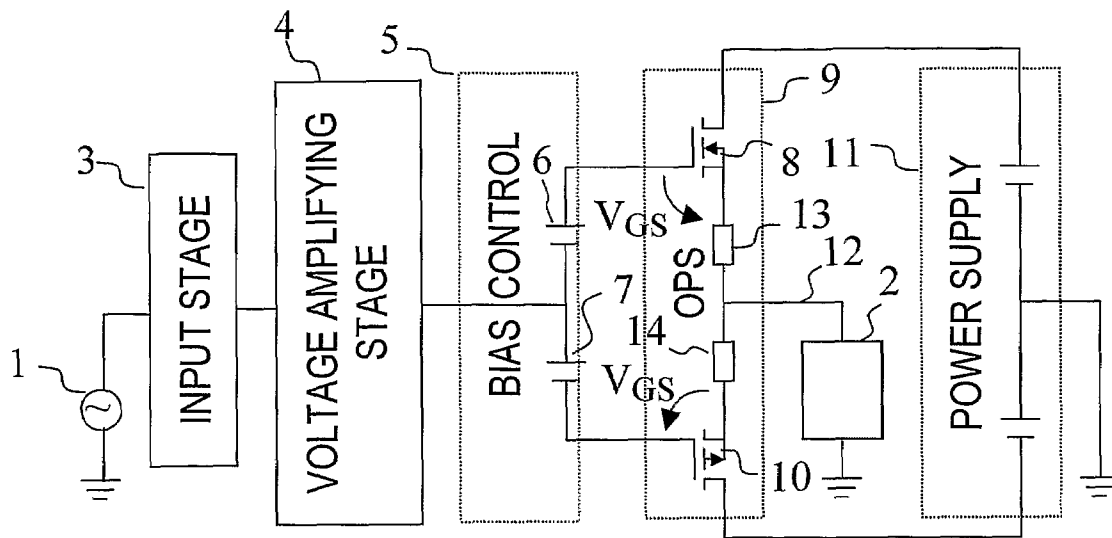 4
5
9
3
6
8
11
VGS
13
INPUT STAGE
VOLTAGE AMPLIFYING
STAGE
BIAS CONTROL
OPS
12
POWER SUPPLY
7
2
1
14
VGS
10